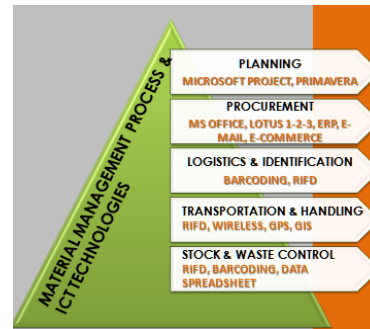 MATERIAL MANAGEMENT PROCESS &
ICT TECHNOLOGIES
PLANNING
MICROSOFT PROJECT, PRIMAVERA
PROCUREMENT
MS OFFICE, LOTUS 1-2-3, ERP, E-
MAIL, E-COMMERCE
LOGISTICS & IDENTIFICATION
BARCODING, RIFD
TRANSPORTATION & HANDLING
RIFD, WIRELESS, GPS, GIS
STOCK & WASTE CONTROL
RIFD, BARCODING, DATA
SPREADSHEET